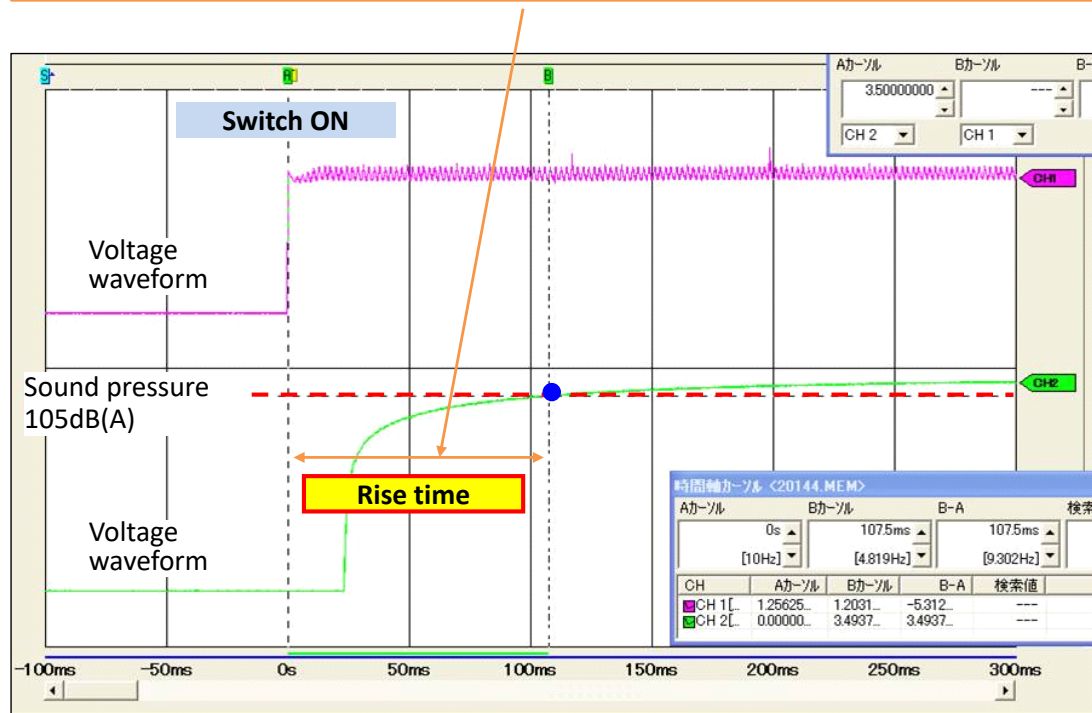 Aカーソル Bカーソル B-
3.50000000 ---
CH 2 CH 1
Switch ON
CH1
Voltage
waveform
Sound pressure
105dB(A)
CH2
Rise time
Voltage
waveform
時間軸カーソル <20144.MEM>
Aカーソル Bカーソル B-A 検索
0s 107.5ms 107.5ms
[10Hz] [4.819Hz] [9.302Hz]
CH Aカーソル Bカーソル B-A 検索値
CH 1[.. 1.25625.. 1.2031.. -5.312.. ---
CH 2[.. 0.00000.. 3.4937.. 3.4937.. ---
-100ms -50ms 0s 50ms 100ms 150ms 200ms 250ms 300ms